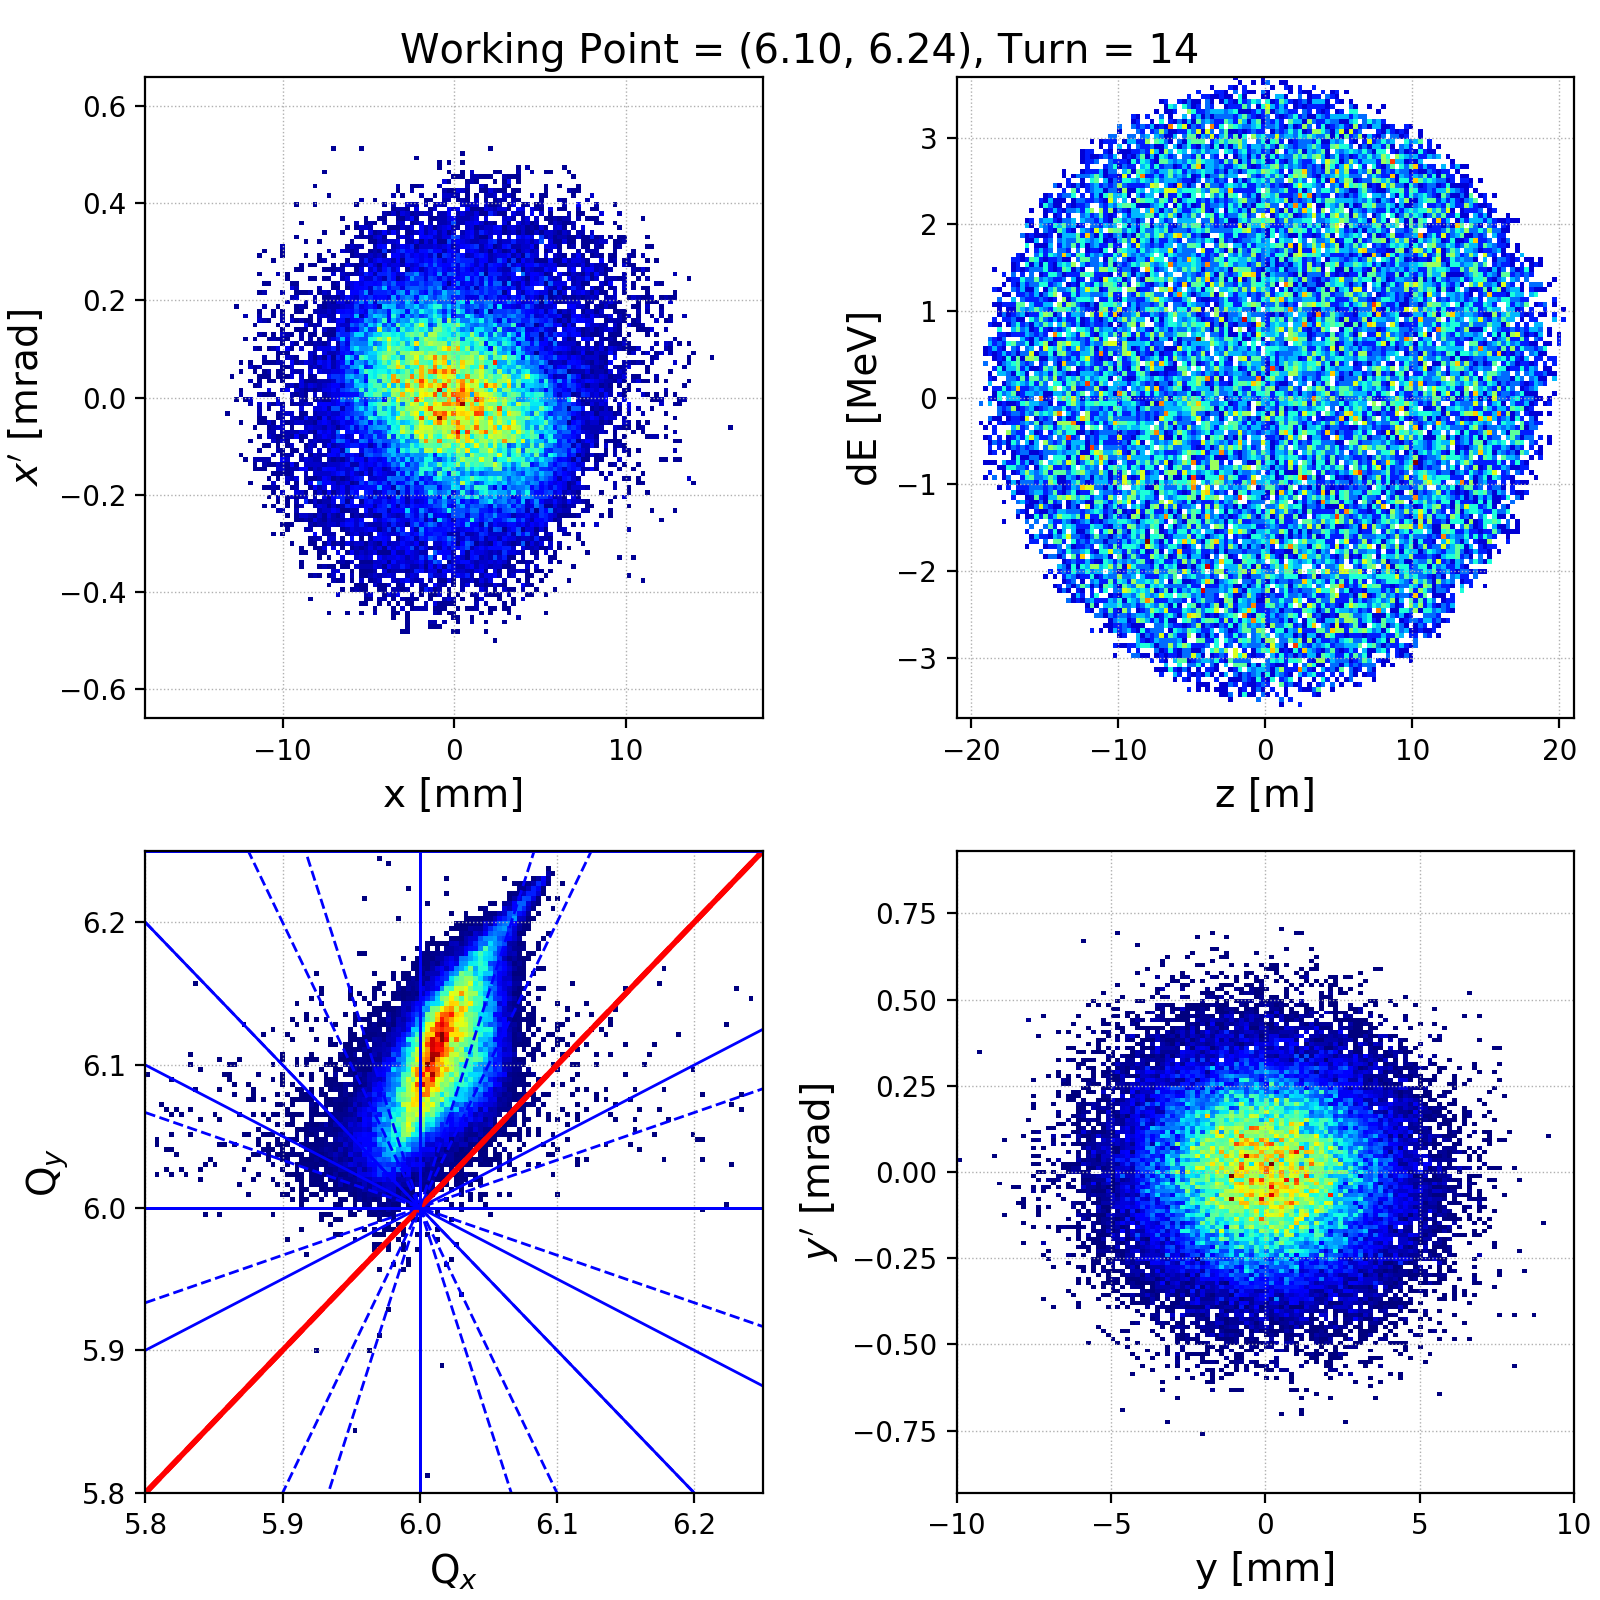 Working Point = (6.10, 6.24), Turn = 14
0.6
0.4
0.2
0.0
−0.2
−0.4
−0.6
x′ [mrad]
−10 0 10
x [mm]
3
2
1
0
−1
−2
−3
dE [MeV]
−20 −10 0 10 20
z [m]
6.2
6.1
6.0
5.9
5.8
Qy
5.8 5.9 6.0 6.1 6.2
Qx
0.75
0.50
0.25
0.00
−0.25
−0.50
−0.75
y′ [mrad]
−10 −5 0 5 10
y [mm]